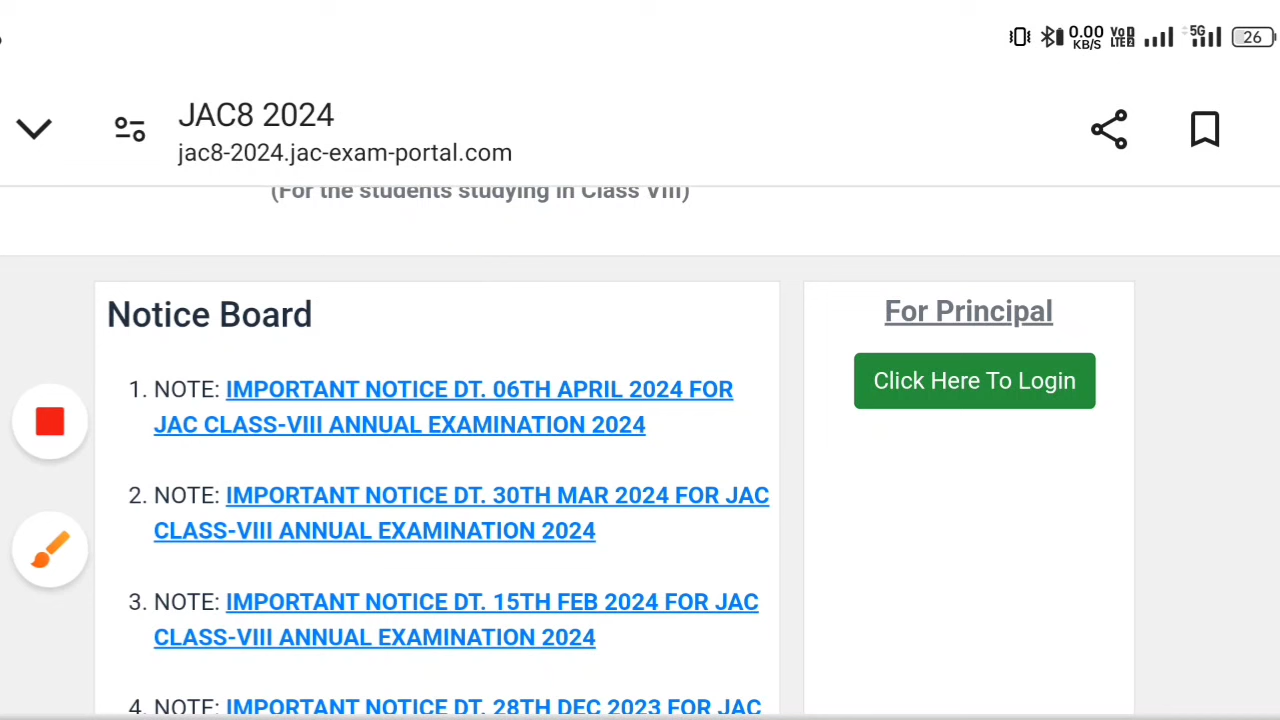 0.00
KB/S
Vo
LTE 2
5G
26
JAC8 2024
jac8-2024.jac-exam-portal.com
(For the students studying in Class VIII)
Notice Board
For Principal
Click Here To Login
1. NOTE: IMPORTANT NOTICE DT. 06TH APRIL 2024 FOR
JAC CLASS-VIII ANNUAL EXAMINATION 2024
2. NOTE: IMPORTANT NOTICE DT. 30TH MAR 2024 FOR JAC
CLASS-VIII ANNUAL EXAMINATION 2024
3. NOTE: IMPORTANT NOTICE DT. 15TH FEB 2024 FOR JAC
CLASS-VIII ANNUAL EXAMINATION 2024
4. NOTE: IMPORTANT NOTICE DT. 28TH DEC 2023 FOR JAC